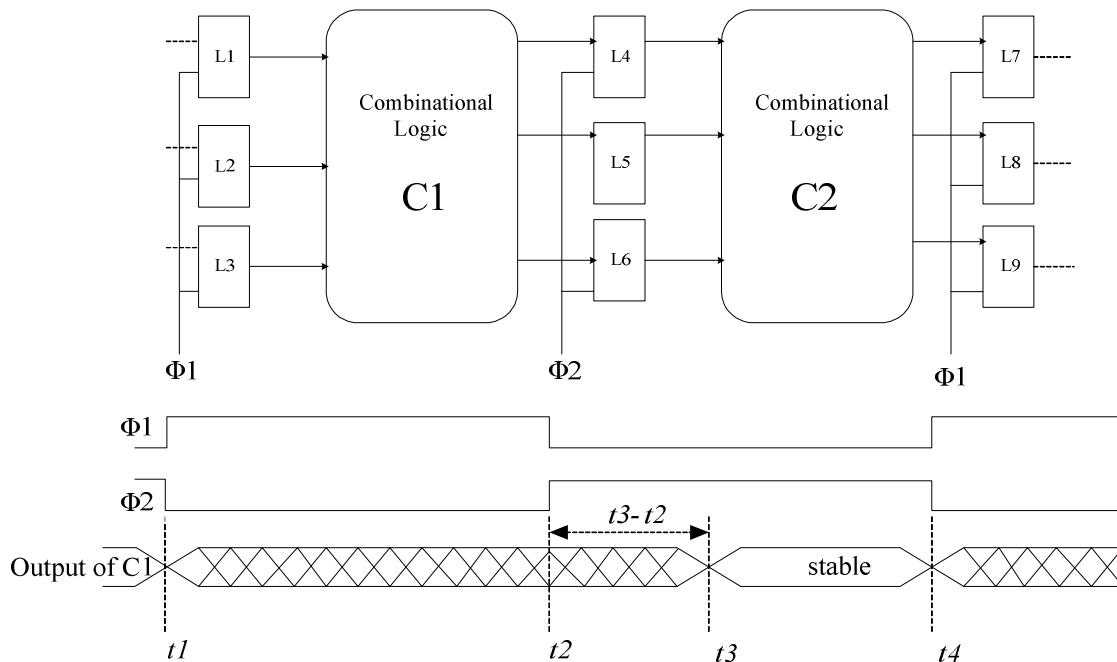 L1
L4
L7
Combinational
Logic
C1
Combinational
Logic
C2
L2
L5
L8
L3
L6
L9
Φ1
Φ2
Φ1
Φ1
Φ2
t3- t2
Output of C1
stable
t1
t2
t3
t4